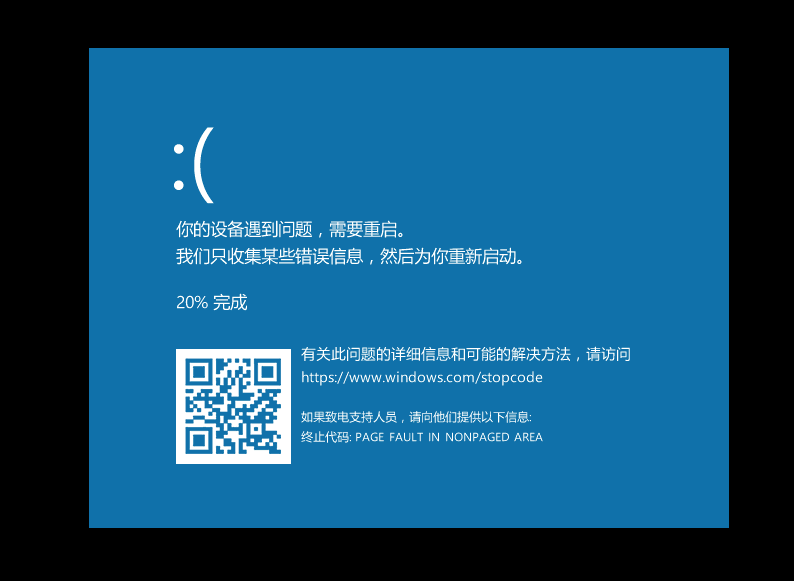 :(
你的设备遇到问题，需要重启。
我们只收集某些错误信息，然后为你重新启动。
20% 完成
有关此问题的详细信息和可能的解决方法，请访问
https://www.windows.com/stopcode
如果致电支持人员，请向他们提供以下信息:
终止代码: PAGE FAULT IN NONPAGED AREA